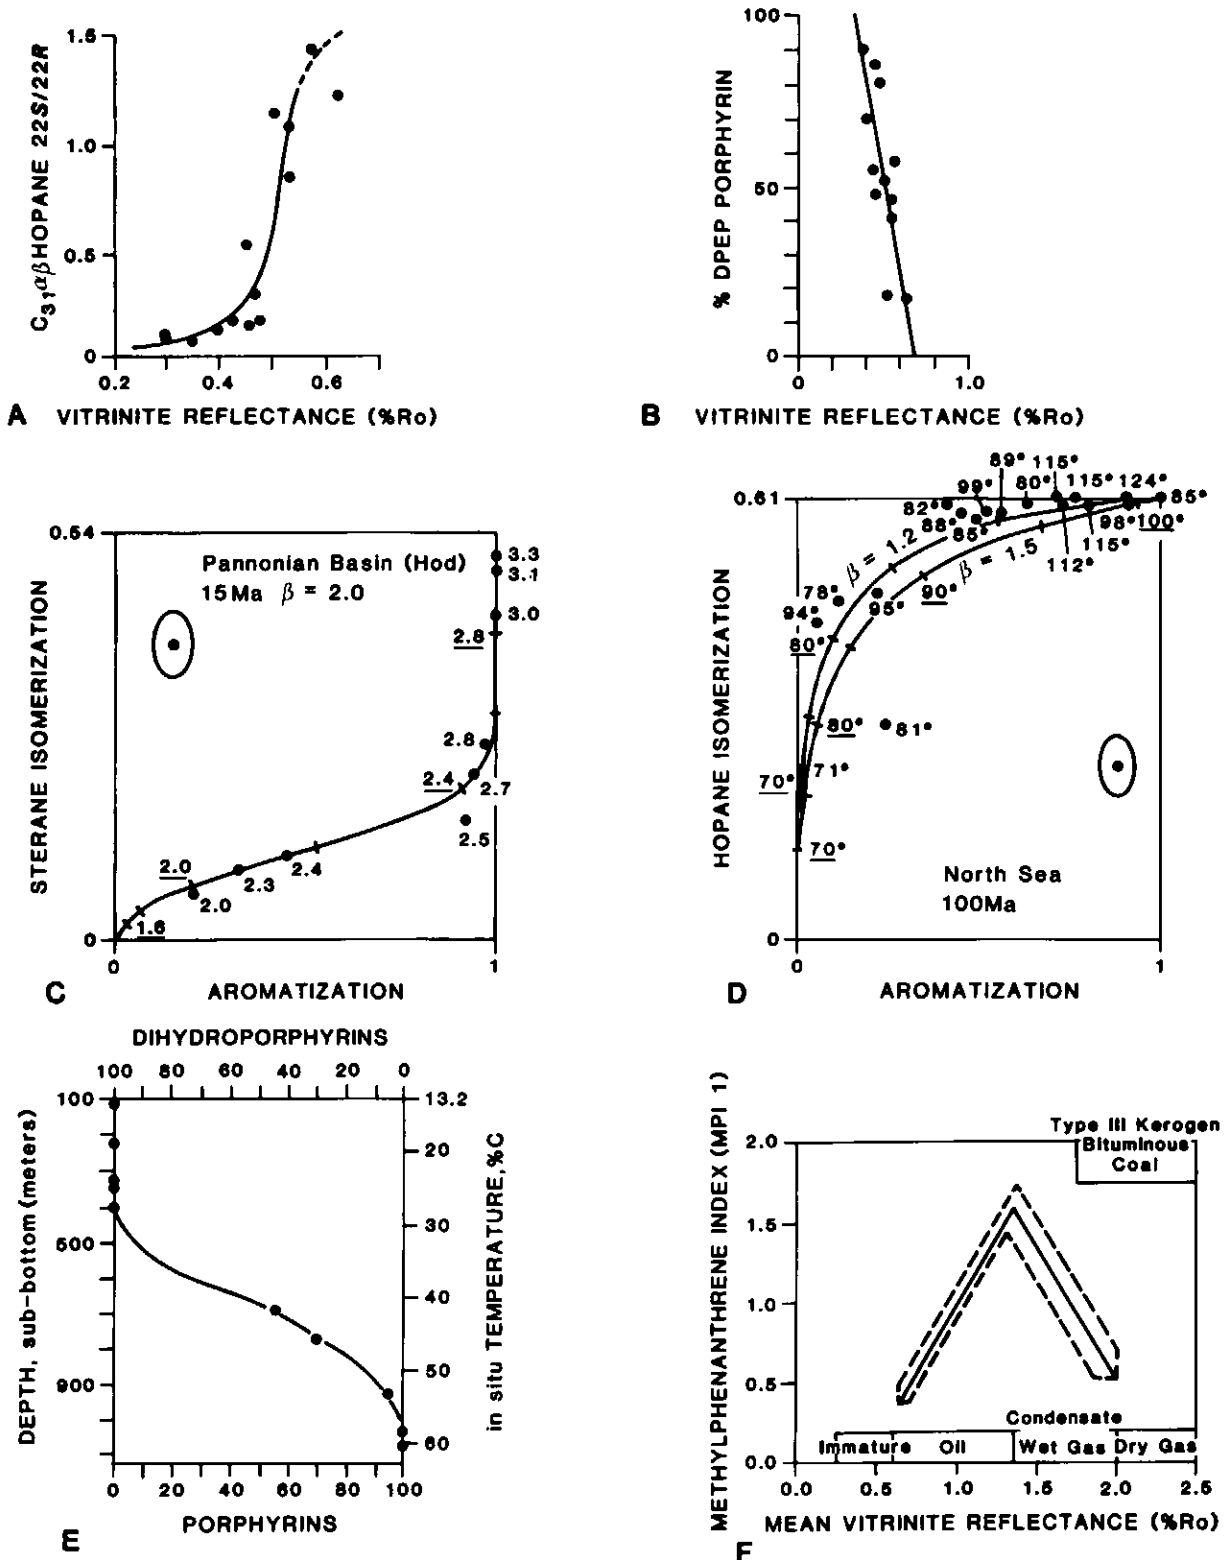 1.5
1.0
0.5
0
C31αβHOPANE 22S/22R
0.2
0.4
0.6
A VITRINITE REFLECTANCE (%Ro)
100
50
0
% DPEP PORPHYRIN
0
1.0
B VITRINITE REFLECTANCE (%Ro)
0.54
0
STERANE ISOMERIZATION
Pannonian Basin (Hod)
15Ma β = 2.0
3.3
3.1
3.0
2.8
2.8
2.4
2.7
2.5
2.0
2.4
2.3
2.0
1.6
0
1
C AROMATIZATION
0.61
0
HOPANE ISOMERIZATION
89° 115°
99° 80° 115° 124°
82° 85°
88° 85° 98° 100°
β = 1.2 β = 1.5 112° 115°
78° 95° 90°
94°
80°
80° 81°
70° 71°
70°
North Sea
100Ma
0
1
D AROMATIZATION
DIHYDROPORPHYRINS
100 80 60 40 20 0
100
500
900
DEPTH, sub-bottom (meters)
13.2
20
30
40
50
60
in situ TEMPERATURE,%C
0 20 40 60 80 100
PORPHYRINS
E
METHYLPHENANTHRENE INDEX (MPI 1)
2.0
1.5
1.0
0.5
0.0
Type III Kerogen
Bituminous
Coal
Condensate
Immature Oil Wet Gas Dry Gas
0.0 0.5 1.0 1.5 2.0 2.5
MEAN VITRINITE REFLECTANCE (%Ro)
F